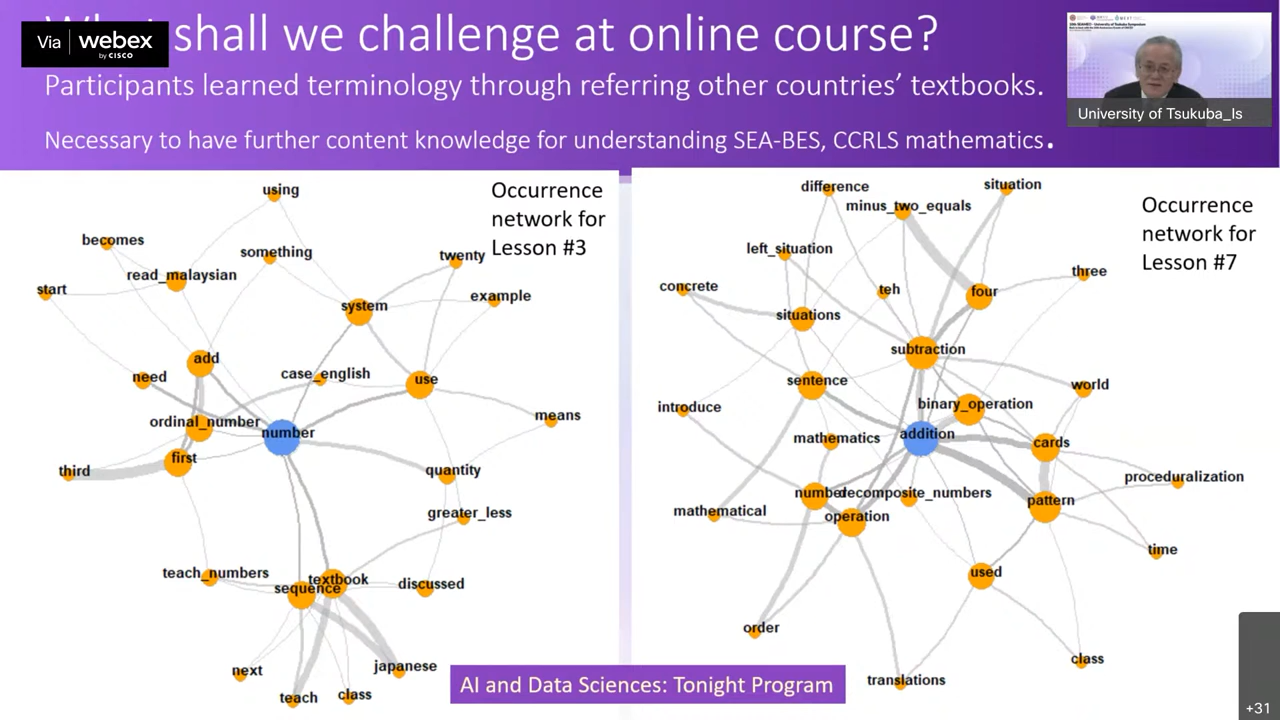 What shall we challenge at online course?
Via webex
by CISCO
Participants learned terminology through referring other countries’ textbooks.
Necessary to have further content knowledge for understanding SEA-BES, CCRLS mathematics.
University of Tsukuba_Is
Occurrence
network for
Lesson #3
using
becomes
something
twenty
read_malaysian
start
example
system
add
need
case_english
use
ordinal_number
number
means
first
third
quantity
greater_less
teach_numbers
textbook
sequence
discussed
next
japanese
teach
class
Occurrence
network for
Lesson #7
difference
situation
minus_two_equals
left_situation
three
concrete
teh
four
situations
subtraction
sentence
world
introduce
binary_operation
mathematics
addition
cards
proceduralization
number
decomposite_numbers
pattern
mathematical
operation
time
used
order
class
translations
AI and Data Sciences: Tonight Program
+31